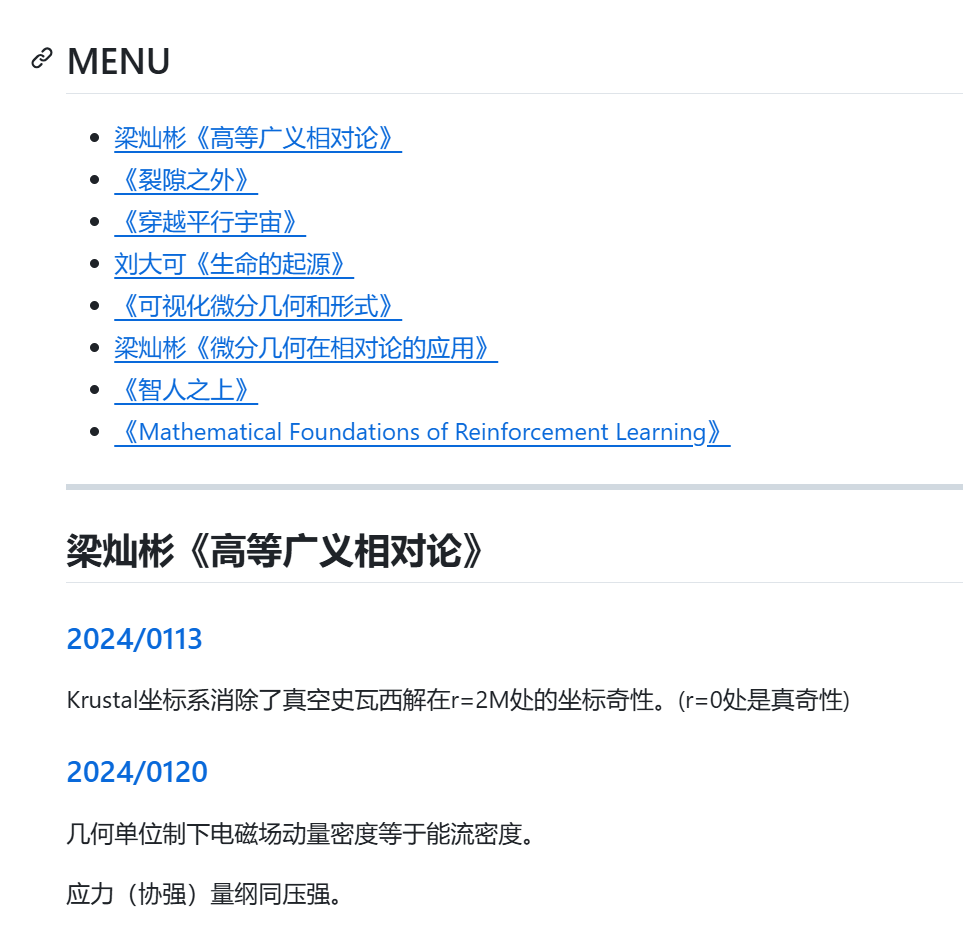 MENU
梁灿彬《高等广义相对论》
《裂隙之外》
《穿越平行宇宙》
刘大可《生命的起源》
《可视化微分几何和形式》
梁灿彬《微分几何在相对论的应用》
《智人之上》
《Mathematical Foundations of Reinforcement Learning》
梁灿彬《高等广义相对论》
2024/0113
Krustal坐标系消除了真空史瓦西解在r=2M处的坐标奇性。(r=0处是真奇性)
2024/0120
几何单位制下电磁场动量密度等于能流密度。
应力（协强）量纲同压强。